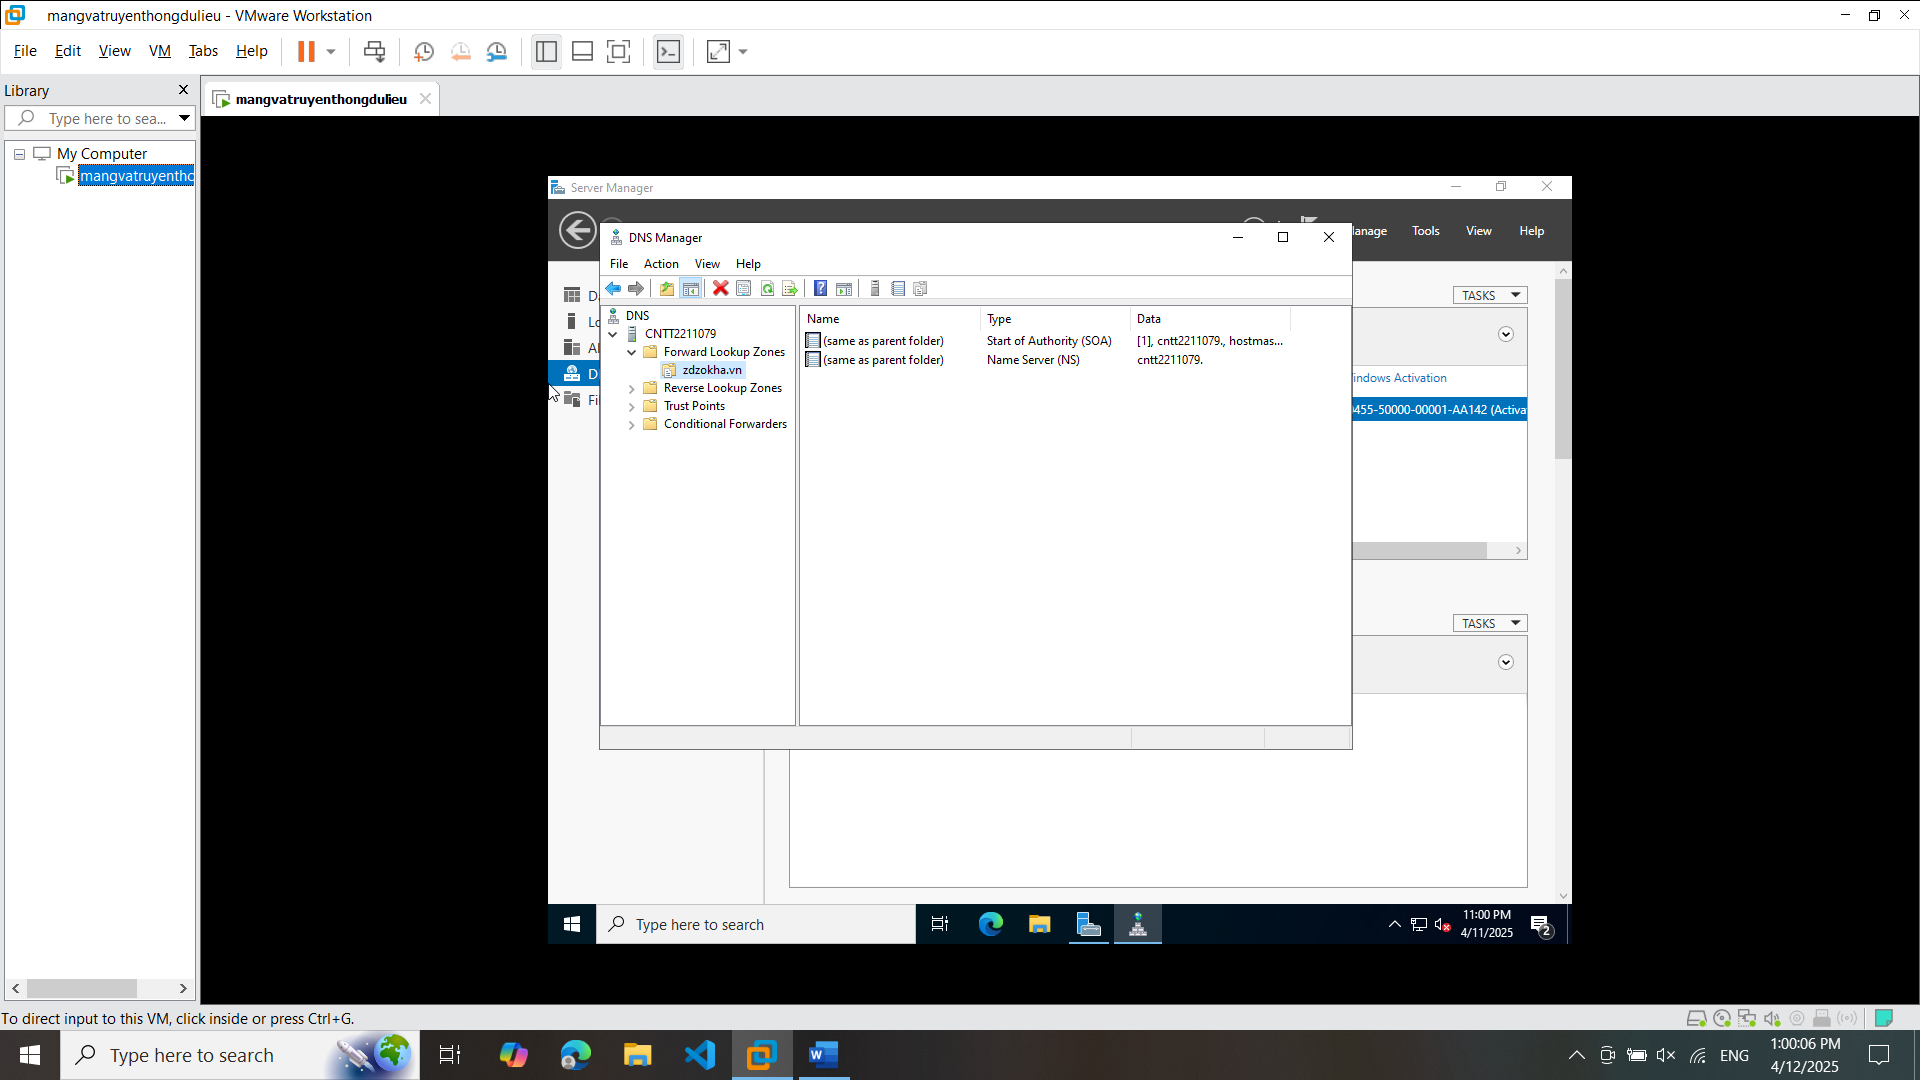 mangvatruyenthongdulieu - VMware Workstation
File Edit View VM Tabs Help
Library
Type here to sea...
mangvatruyenthongdulieu
My Computer
mangvatruyenthc
Server Manager
Manage Tools View Help
DNS Manager
File Action View Help
DNS
CNTT2211079
Forward Lookup Zones
zdzokha.vn
Reverse Lookup Zones
Trust Points
Conditional Forwarders
Name Type Data
(same as parent folder) Start of Authority (SOA) [1], cntt2211079., hostmas...
(same as parent folder) Name Server (NS) cntt2211079.
TASKS
Windows Activation
0455-50000-00001-AA142 (Activa
TASKS
Type here to search
11:00 PM
4/11/2025
2
To direct input to this VM, click inside or press Ctrl+G.
Type here to search
ENG
1:00:06 PM
4/12/2025